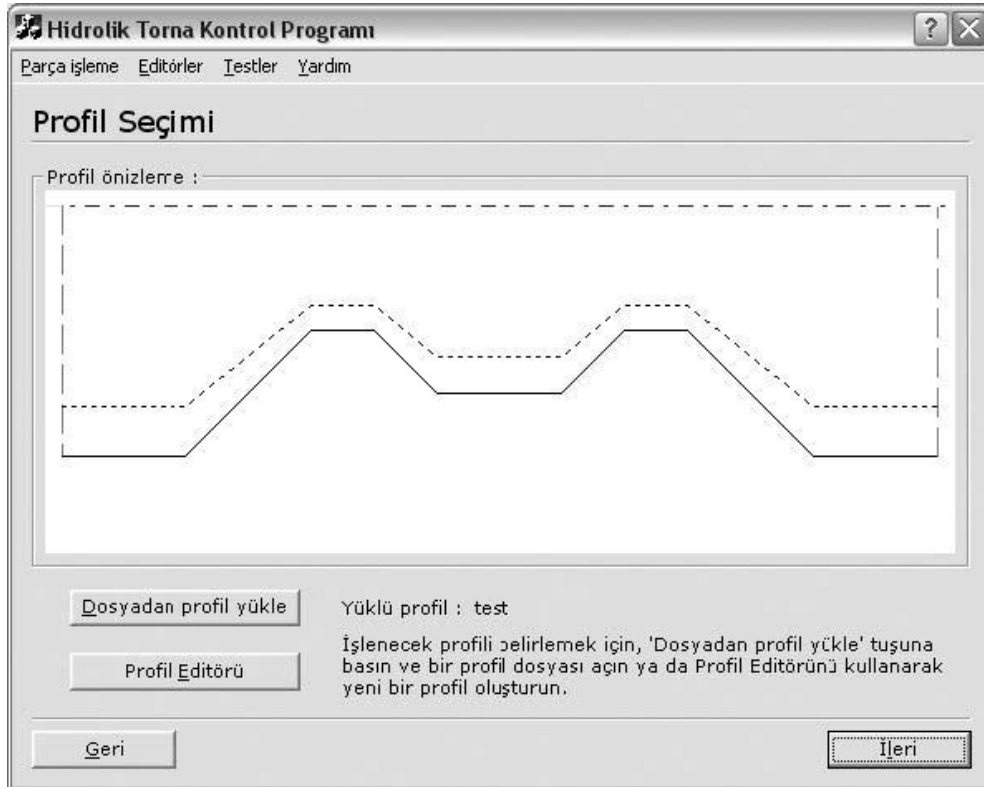 Hidrolik Torna Kontrol Programı
Parça işleme Editörler Testler Yardım
Profil Seçimi
Profil önizleme :
Dosyadan profil yükle
Yüklü profil : test
İşlenecek profili belirlemek için, 'Dosyadan profil yükle' tuşuna
basın ve bir profil dosyası açın ya da Profil Editörünü kullanarak
yeni bir profil oluşturun.
Profil Editörü
Geri
İleri